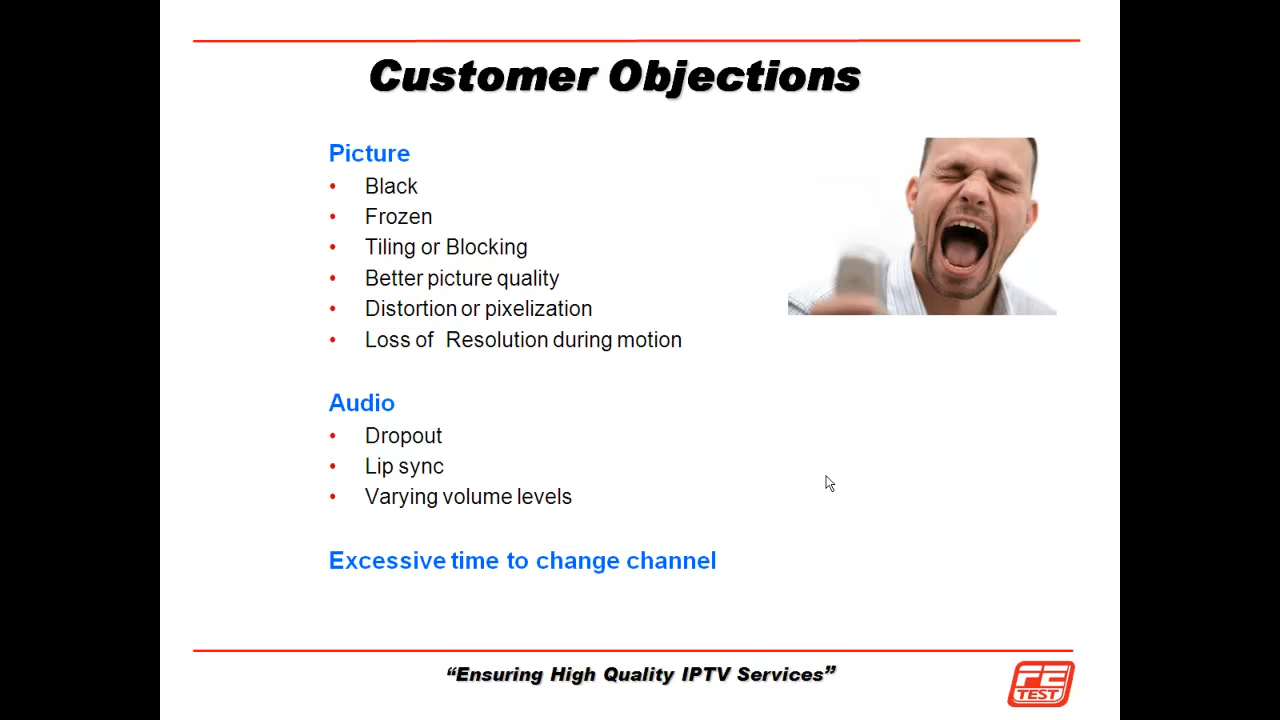 Customer Objections
Picture
• Black
• Frozen
• Tiling or Blocking
• Better picture quality
• Distortion or pixelization
• Loss of Resolution during motion
Audio
• Dropout
• Lip sync
• Varying volume levels
Excessive time to change channel
“Ensuring High Quality IPTV Services”
FE
TEST